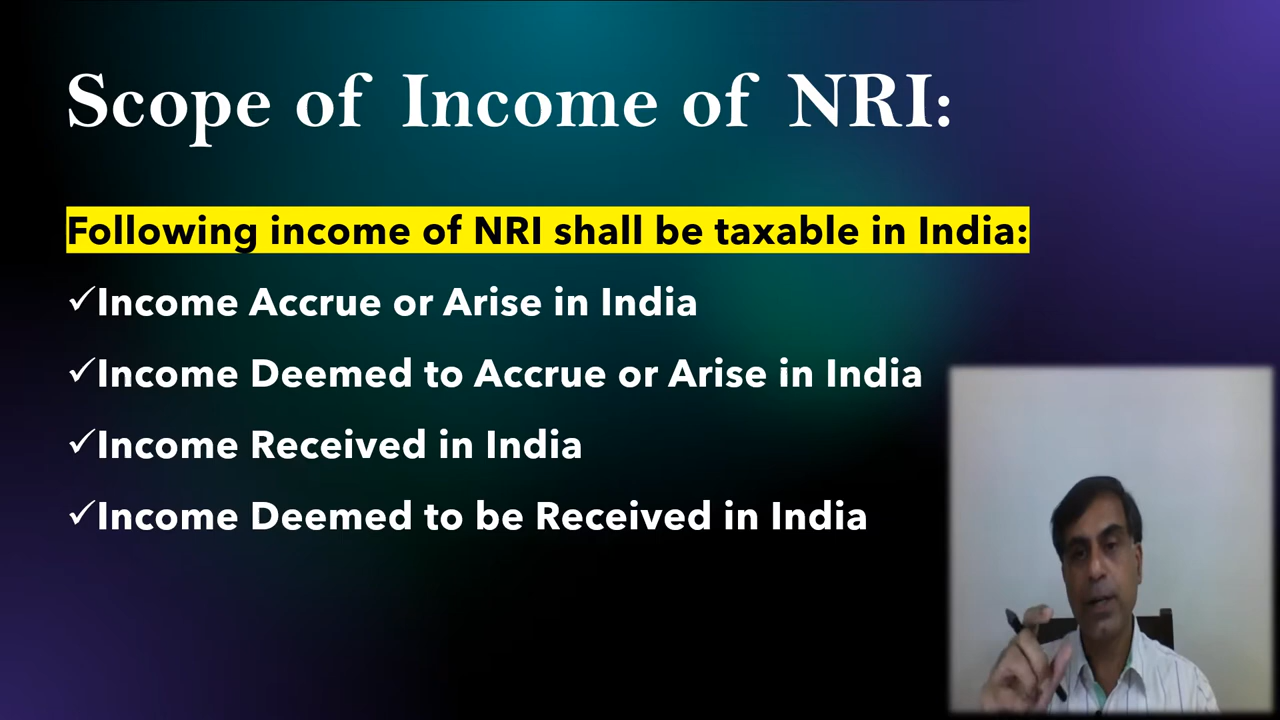 Scope of Income of NRI:
Following income of NRI shall be taxable in India:
✓Income Accrue or Arise in India
✓Income Deemed to Accrue or Arise in India
✓Income Received in India
✓Income Deemed to be Received in India